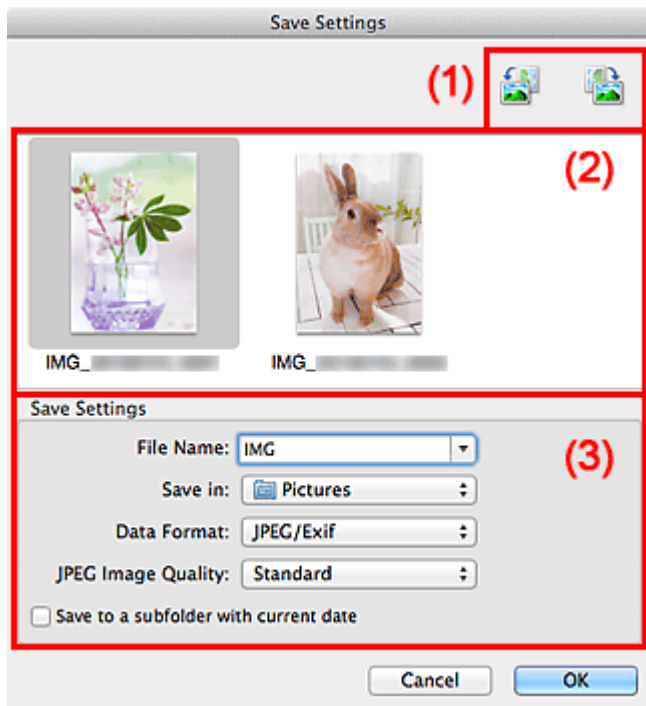 Save Settings
(1)
(2)
IMG_
IMG_
Save Settings
(3)
File Name: IMG
Save in: Pictures
Data Format: JPEG/Exif
JPEG Image Quality: Standard
Save to a subfolder with current date
Cancel OK